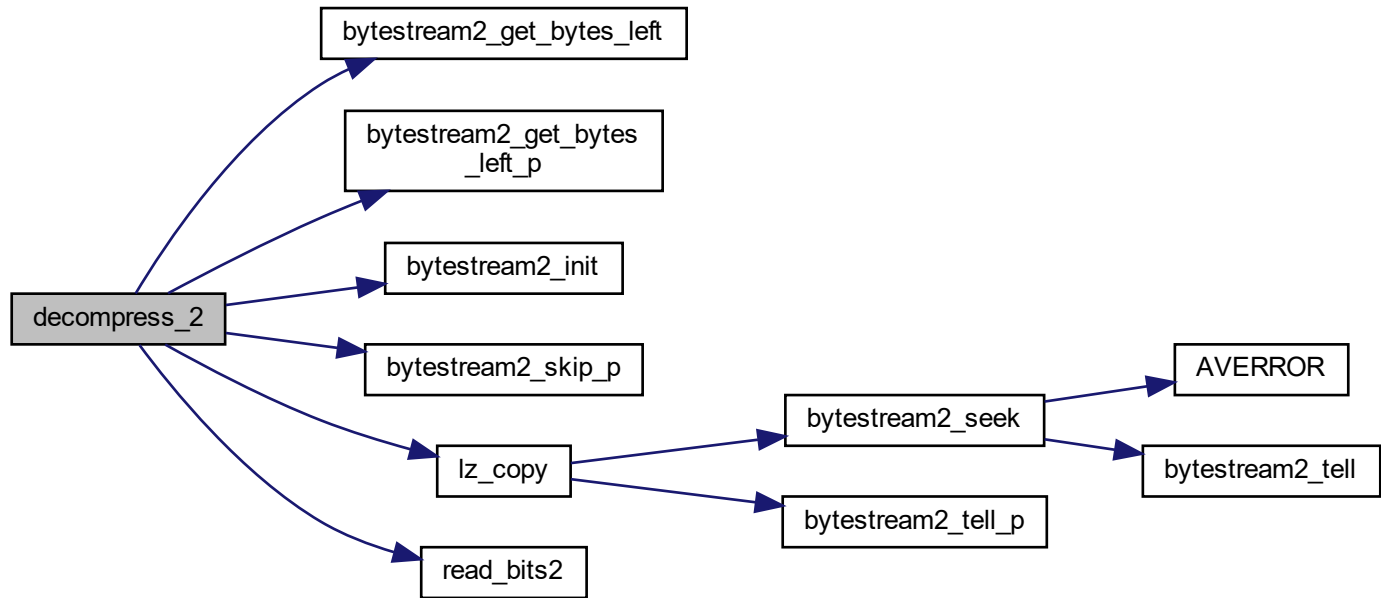 bytestream2_get_bytes_left
bytestream2_get_bytes
_left_p
bytestream2_init
decompress_2
bytestream2_skip_p
AVERROR
bytestream2_seek
lz_copy
bytestream2_tell
bytestream2_tell_p
read_bits2